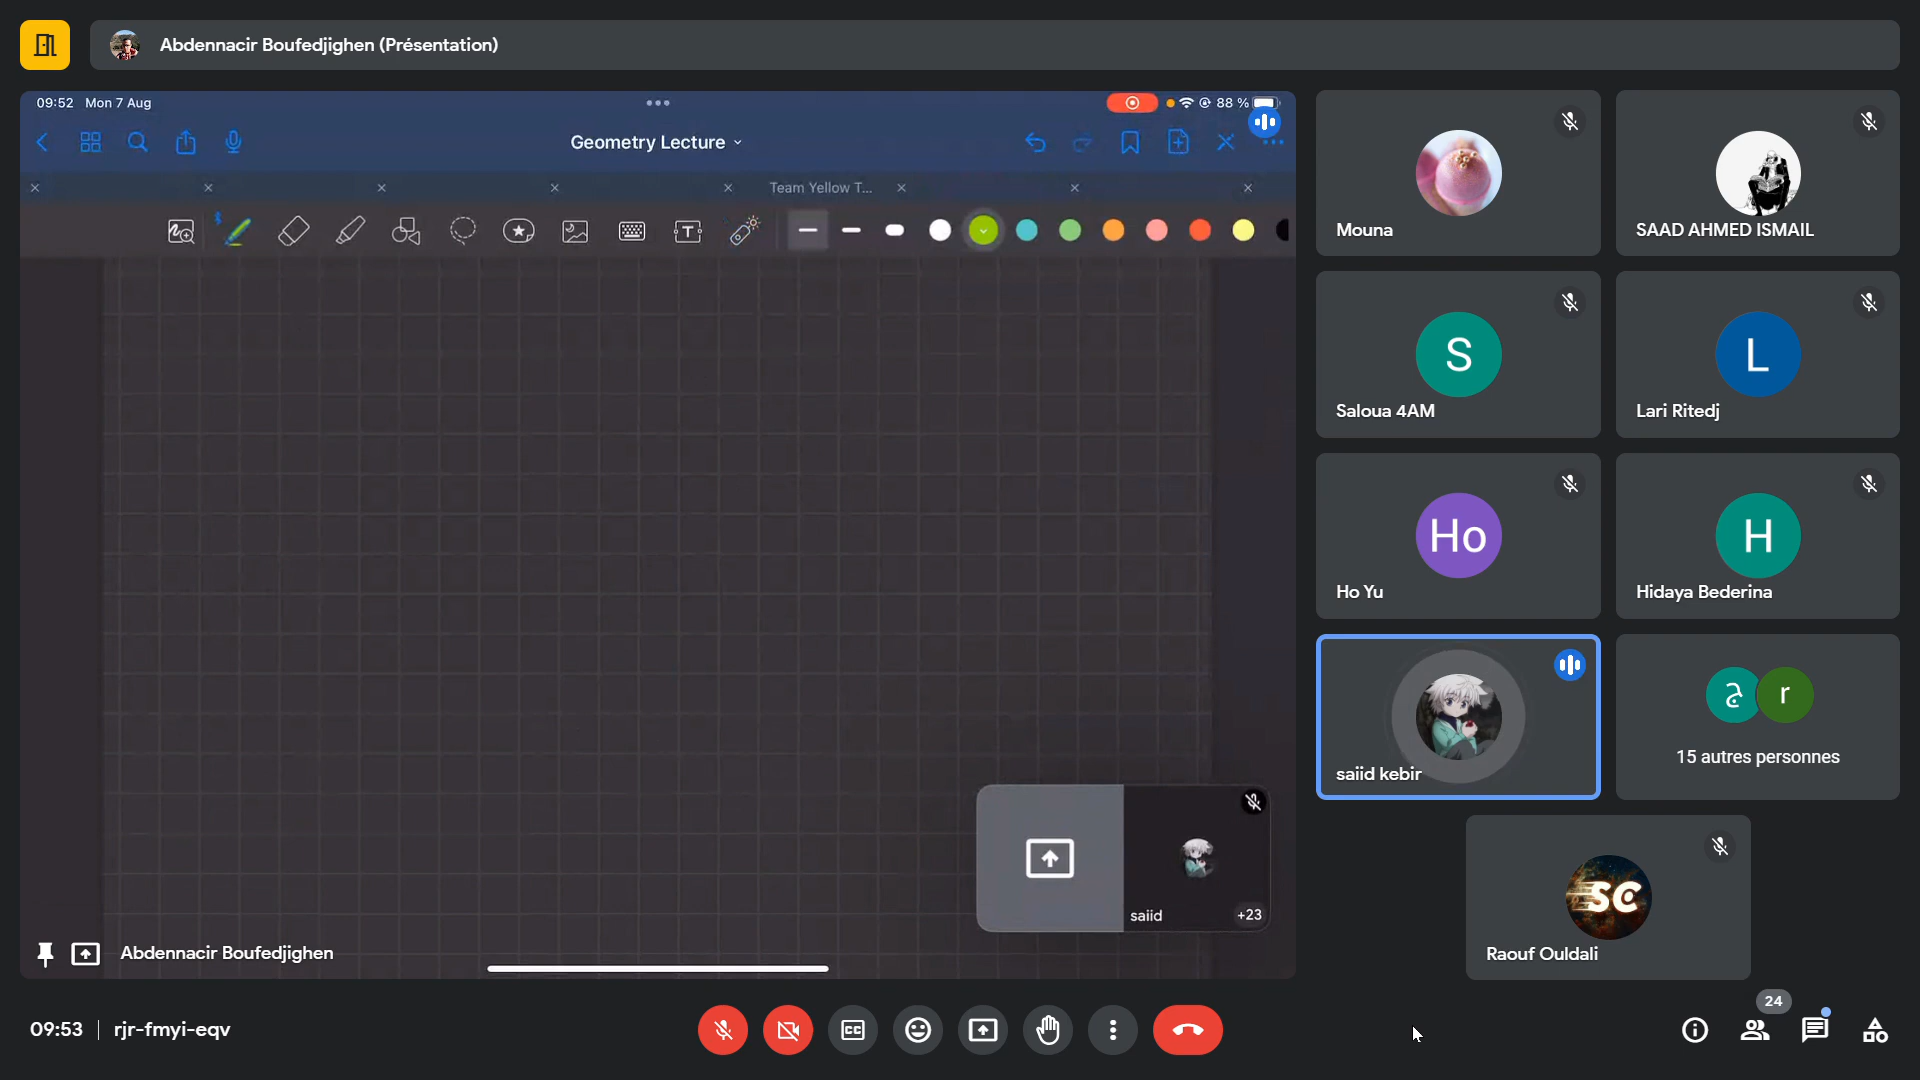 Abdennacir Boufedjighen (Présentation)
09:52 Mon 7 Aug
88 %
Geometry Lecture
Team Yellow T...
T
Mouna
SAAD AHMED ISMAIL
S
Saloua 4AM
L
Lari Ritedj
Ho
Ho Yu
H
Hidaya Bederina
saiid kebir
r
15 autres personnes
saiid
+23
SC
Raouf Ouldali
Abdennacir Boufedjighen
09:53 | rjr-fmyi-eqv
CC
24